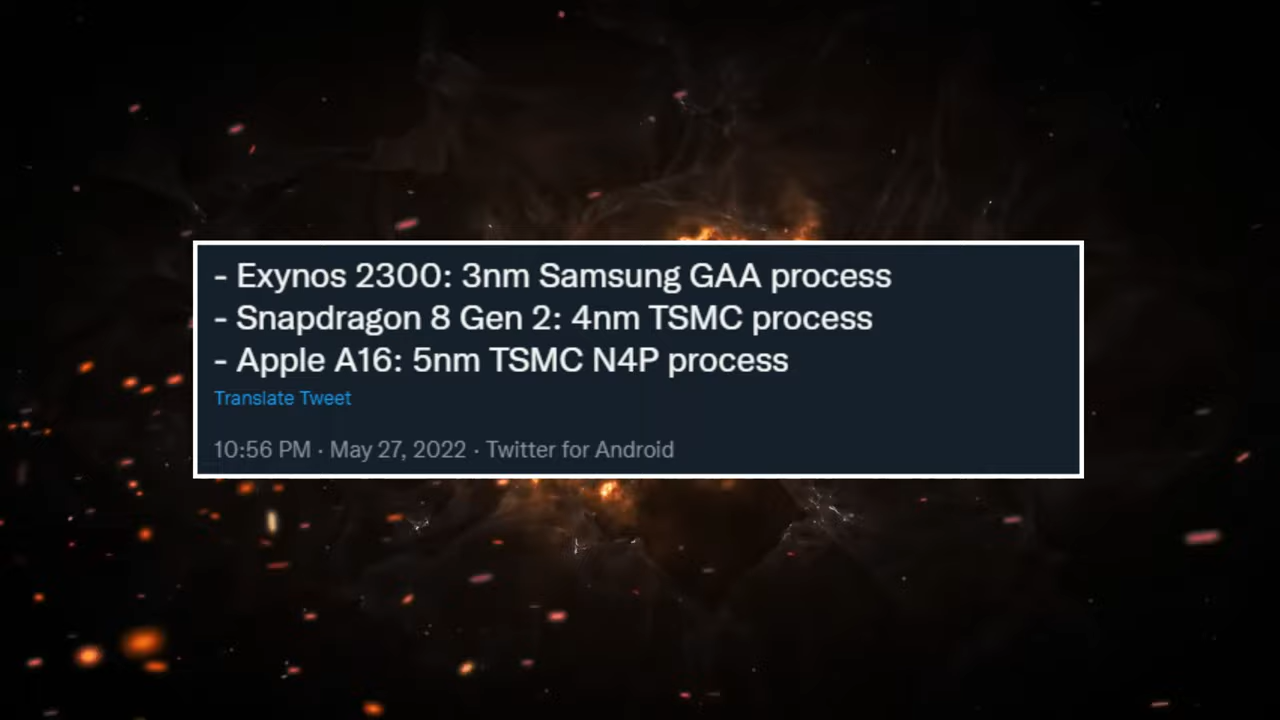 - Exynos 2300: 3nm Samsung GAA process
- Snapdragon 8 Gen 2: 4nm TSMC process
- Apple A16: 5nm TSMC N4P process
Translate Tweet
10:56 PM · May 27, 2022 · Twitter for Android